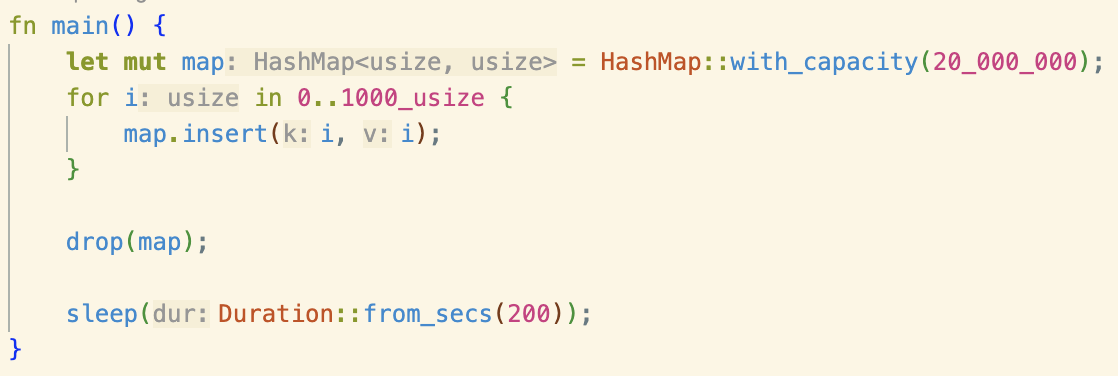 fn main() {
let mut map: HashMap<usize, usize> = HashMap::with_capacity(20_000_000);
for i: usize in 0..1000_usize {
map.insert(k: i, v: i);
}
drop(map);
sleep(dur: Duration::from_secs(200));
}